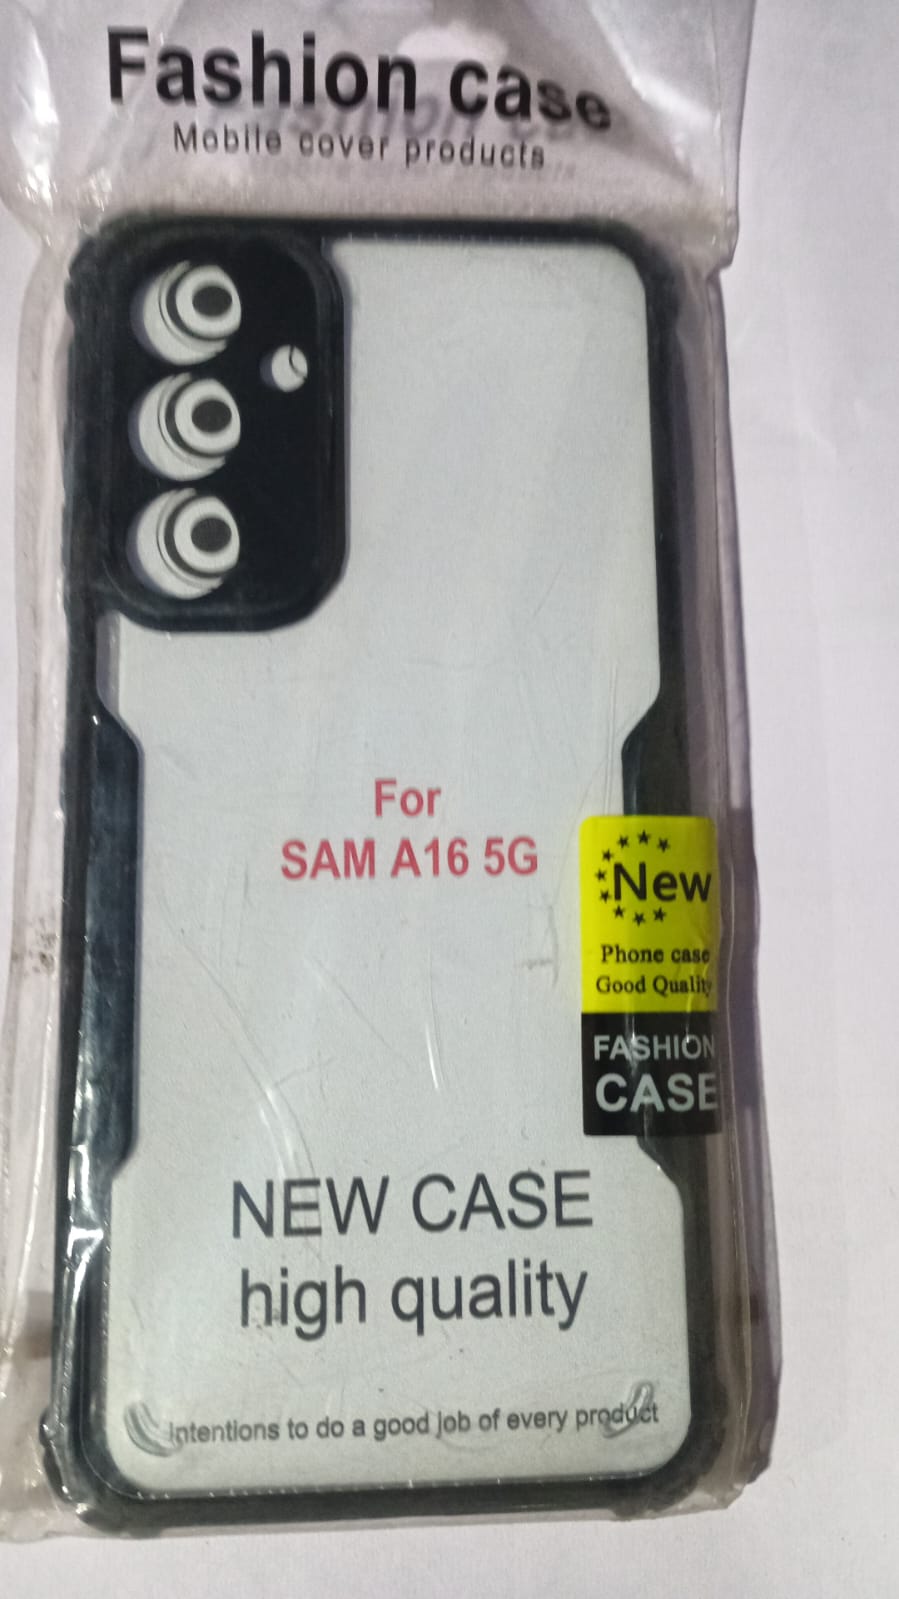 Fashion case
Mobile cover products
For
SAM A16 5G
New
Phone case
Good Quality
FASHION
CASE
NEW CASE
high quality
intentions to do a good job of every product